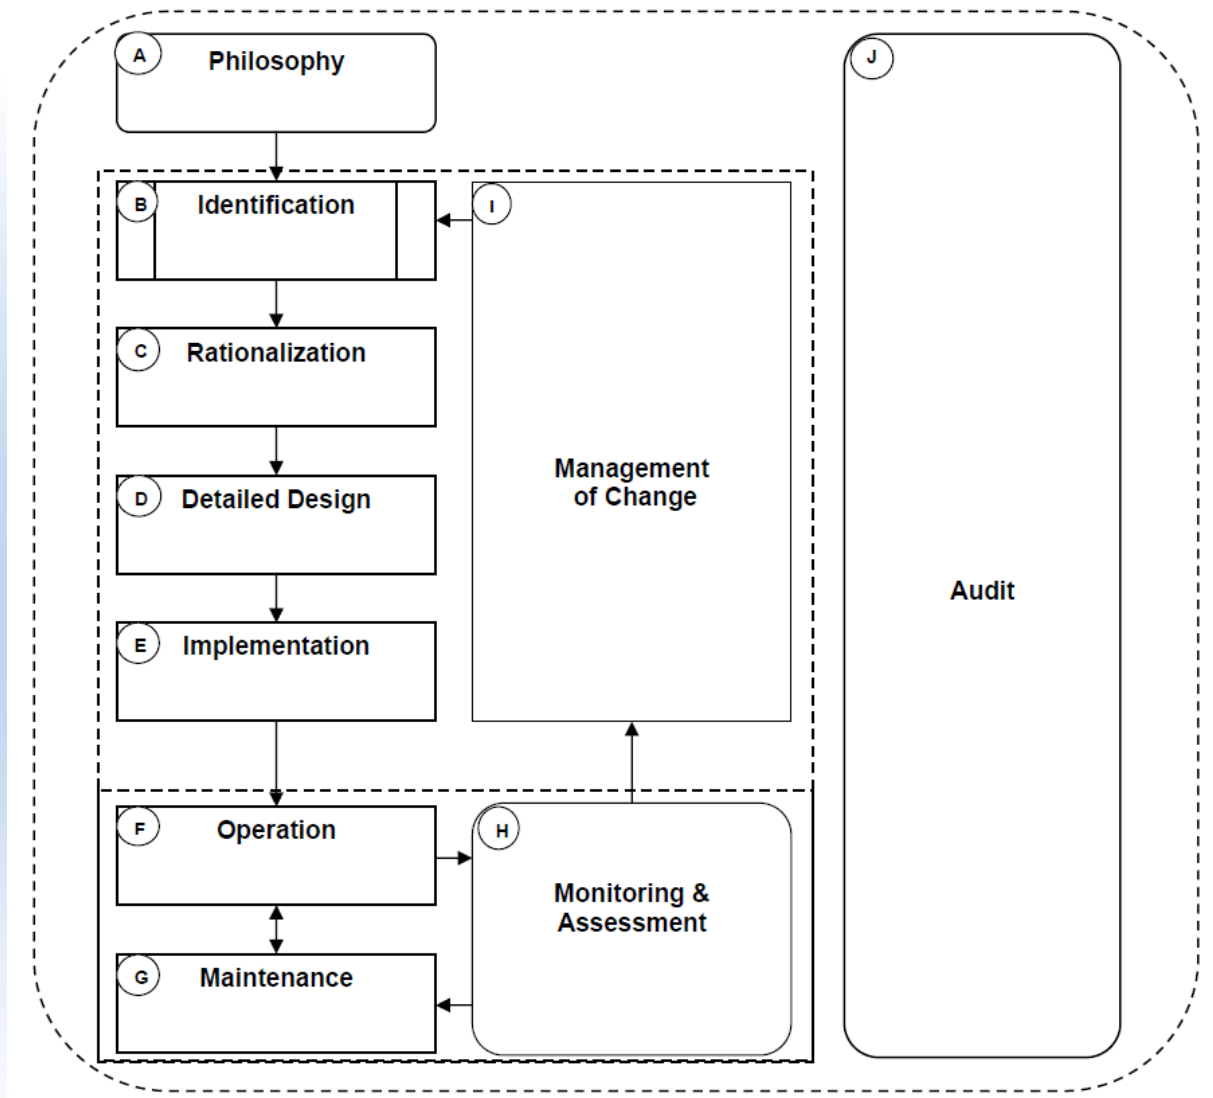 A
Philosophy
J
B
Identification
I
C
Rationalization
Management
of Change
D
Detailed Design
Audit
E
Implementation
F
Operation
H
Monitoring &
Assessment
G
Maintenance